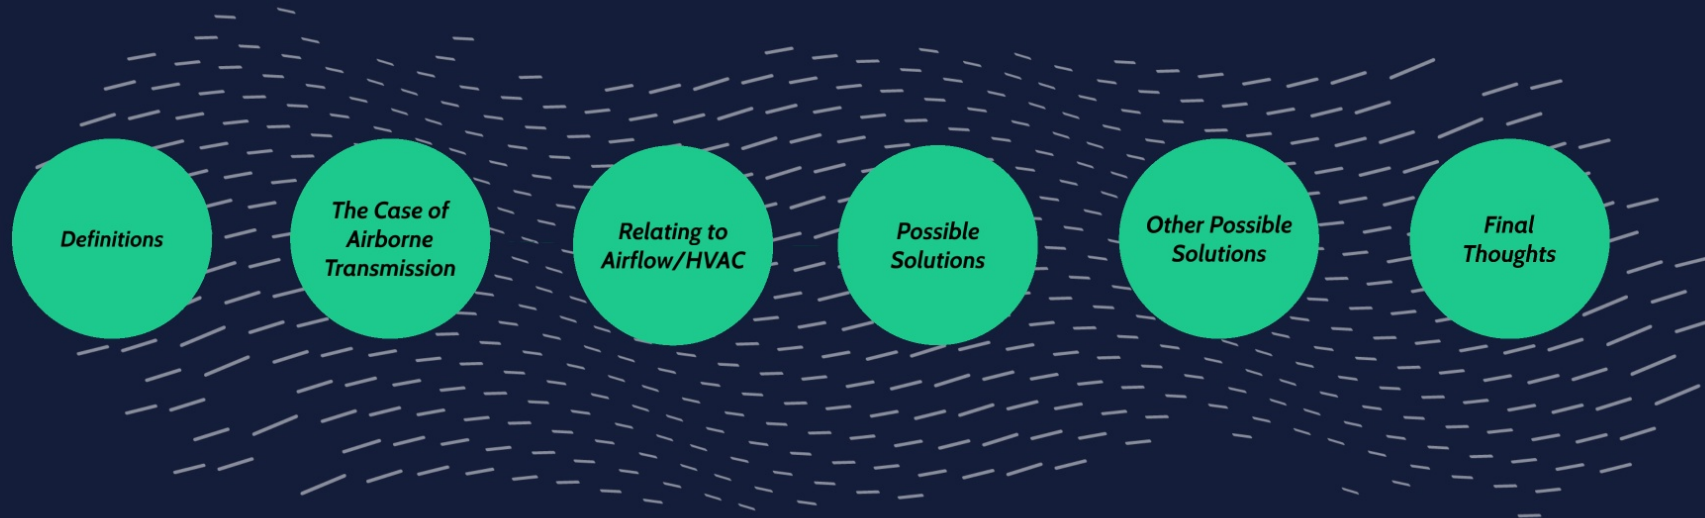 Definitions
The Case of
Airborne
Transmission
Relating to
Airflow/HVAC
Possible
Solutions
Other Possible
Solutions
Final
Thoughts